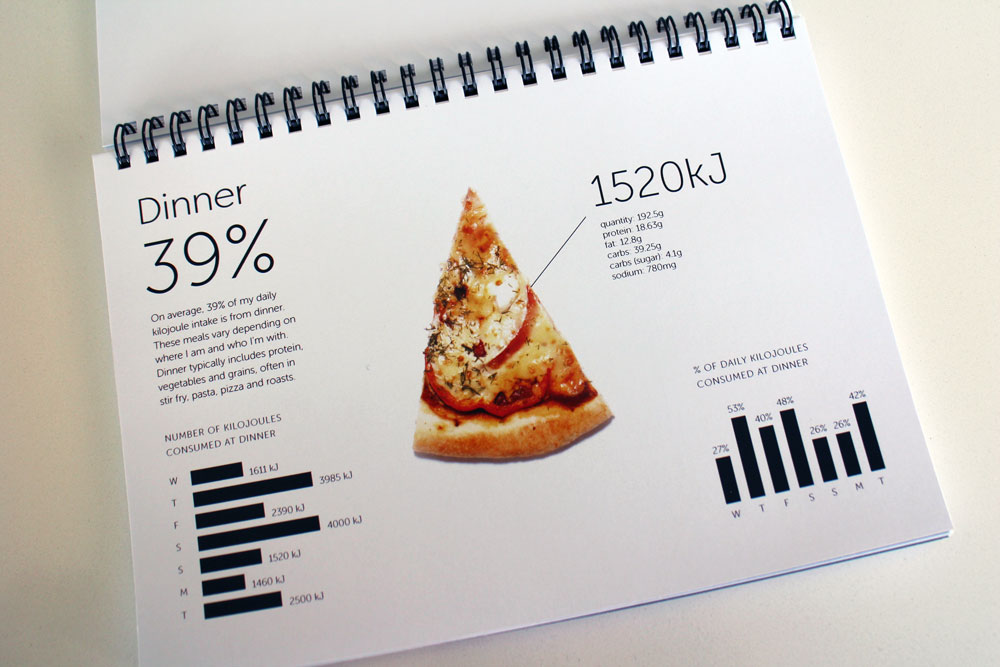 Dinner
39%
On average, 39% of my daily
kilojoule intake is from dinner.
These meals vary depending on
where I am and who I'm with.
Dinner typically includes protein,
vegetables and grains, often in
stir fry, pasta, pizza and roasts.
NUMBER OF KILOJOULES
CONSUMED AT DINNER
W 1611 kJ
T 3985 kJ
F 2390 kJ
S 4000 kJ
S 1520 kJ
M 1460 kJ
T 2500 kJ
1520kJ
quantity: 192.5g
protein: 18.63g
fat: 12.8g
carbs: 39.25g
carbs (sugar): 4.1g
sodium: 780mg
% OF DAILY KILOJOULES
CONSUMED AT DINNER
27% 53% 40% 48% 26% 26% 42%
W T F S S M T